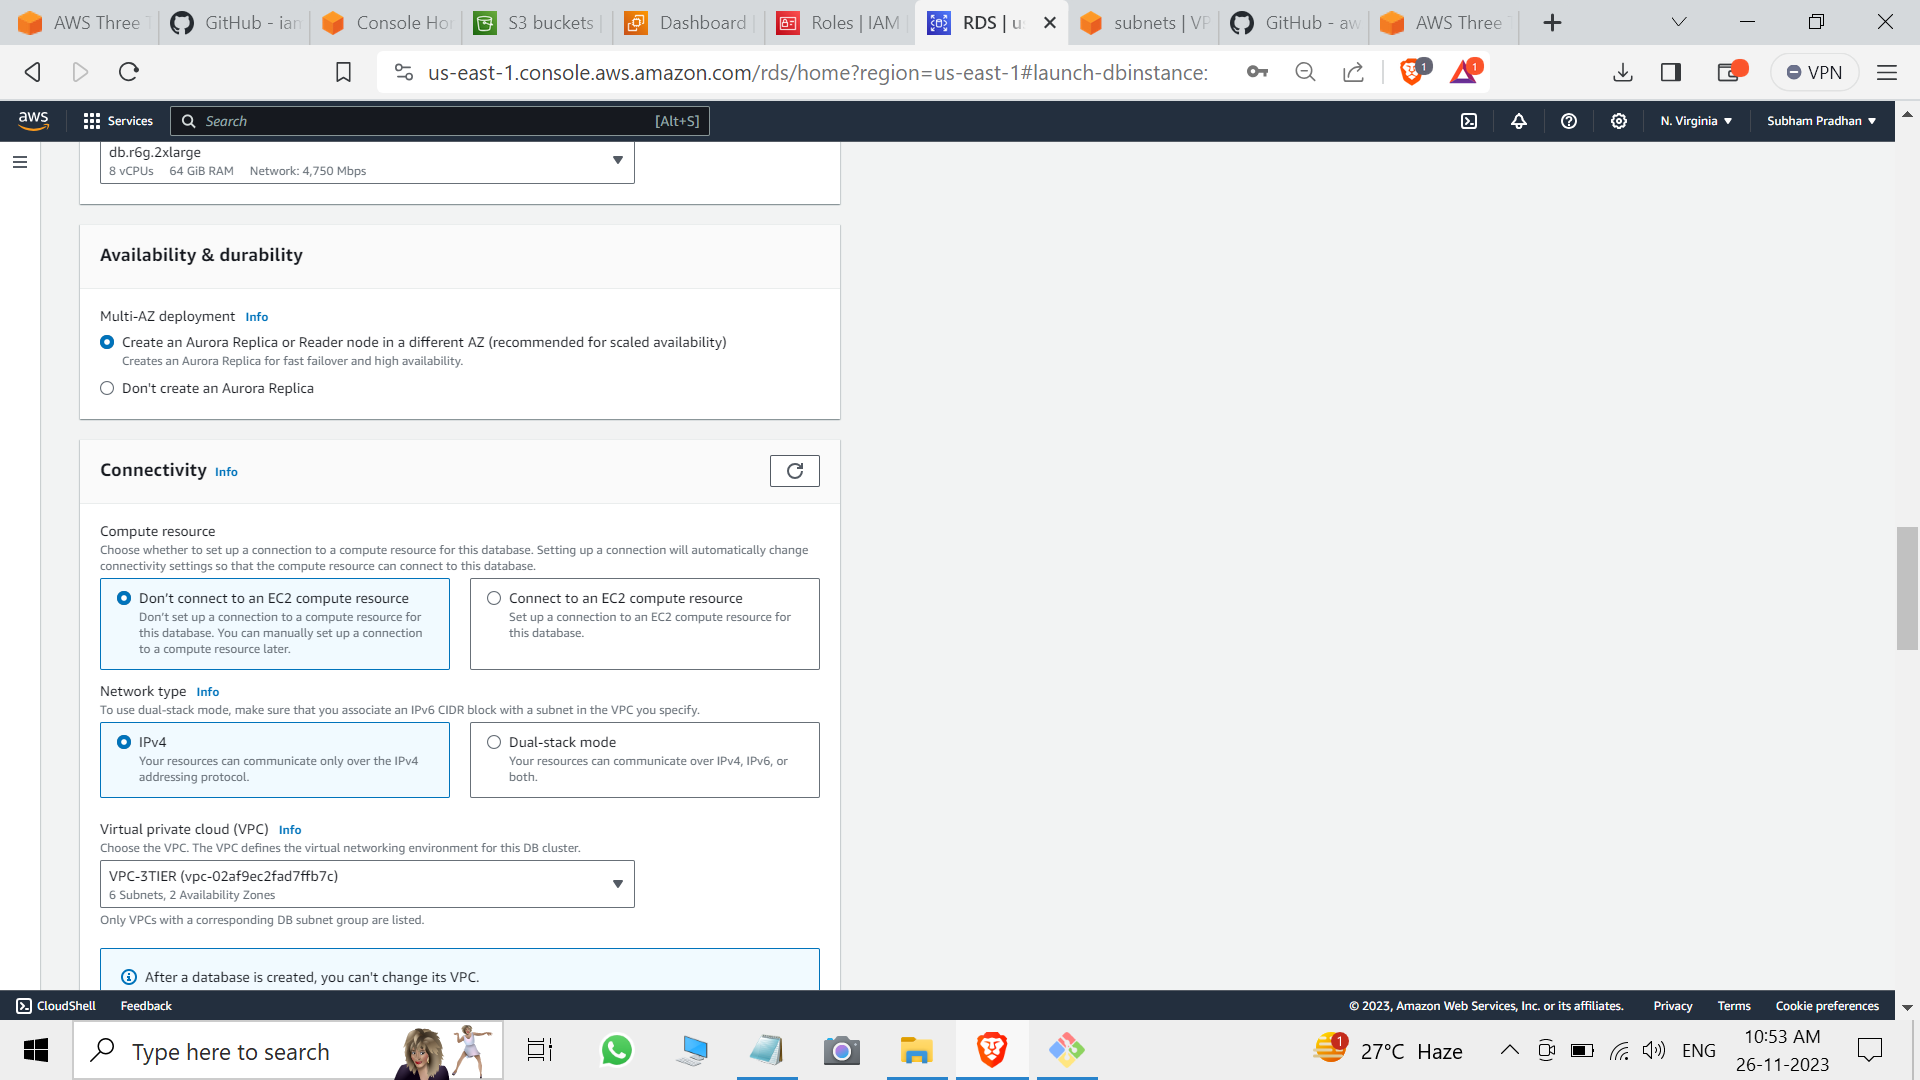 AWS Three T
GitHub - iam
Console Hor
S3 buckets |
Dashboard |
Roles | IAM
RDS | us
subnets | VP
GitHub - aw
AWS Three T
us-east-1.console.aws.amazon.com/rds/home?region=us-east-1#launch-dbinstance:
1
1
VPN
aws
Services
Search
[Alt+S]
N. Virginia
Subham Pradhan
db.r6g.2xlarge
8 vCPUs 64 GiB RAM Network: 4,750 Mbps
Availability & durability
Multi-AZ deployment Info
Create an Aurora Replica or Reader node in a different AZ (recommended for scaled availability)
Creates an Aurora Replica for fast failover and high availability.
Don't create an Aurora Replica
Connectivity Info
Compute resource
Choose whether to set up a connection to a compute resource for this database. Setting up a connection will automatically change
connectivity settings so that the compute resource can connect to this database.
Don't connect to an EC2 compute resource
Don't set up a connection to a compute resource for
this database. You can manually set up a connection
to a compute resource later.
Connect to an EC2 compute resource
Set up a connection to an EC2 compute resource for
this database.
Network type Info
To use dual-stack mode, make sure that you associate an IPv6 CIDR block with a subnet in the VPC you specify.
IPv4
Your resources can communicate only over the IPv4
addressing protocol.
Dual-stack mode
Your resources can communicate over IPv4, IPv6, or
both.
Virtual private cloud (VPC) Info
Choose the VPC. The VPC defines the virtual networking environment for this DB cluster.
VPC-3TIER (vpc-02af9ec2fad7ffb7c)
6 Subnets, 2 Availability Zones
Only VPCs with a corresponding DB subnet group are listed.
After a database is created, you can't change its VPC.
CloudShell
Feedback
© 2023, Amazon Web Services, Inc. or its affiliates.
Privacy
Terms
Cookie preferences
Type here to search
1
27°C Haze
ENG
10:53 AM
26-11-2023